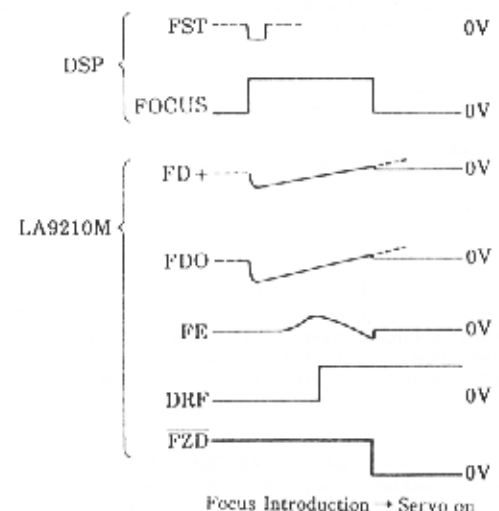 FST 0V
DSP
FOCUS 0V
FD+ 0V
LA9210M
FDO 0V
FE 0V
DRF 0V
FZD 0V
Focus Introduction → Servo on